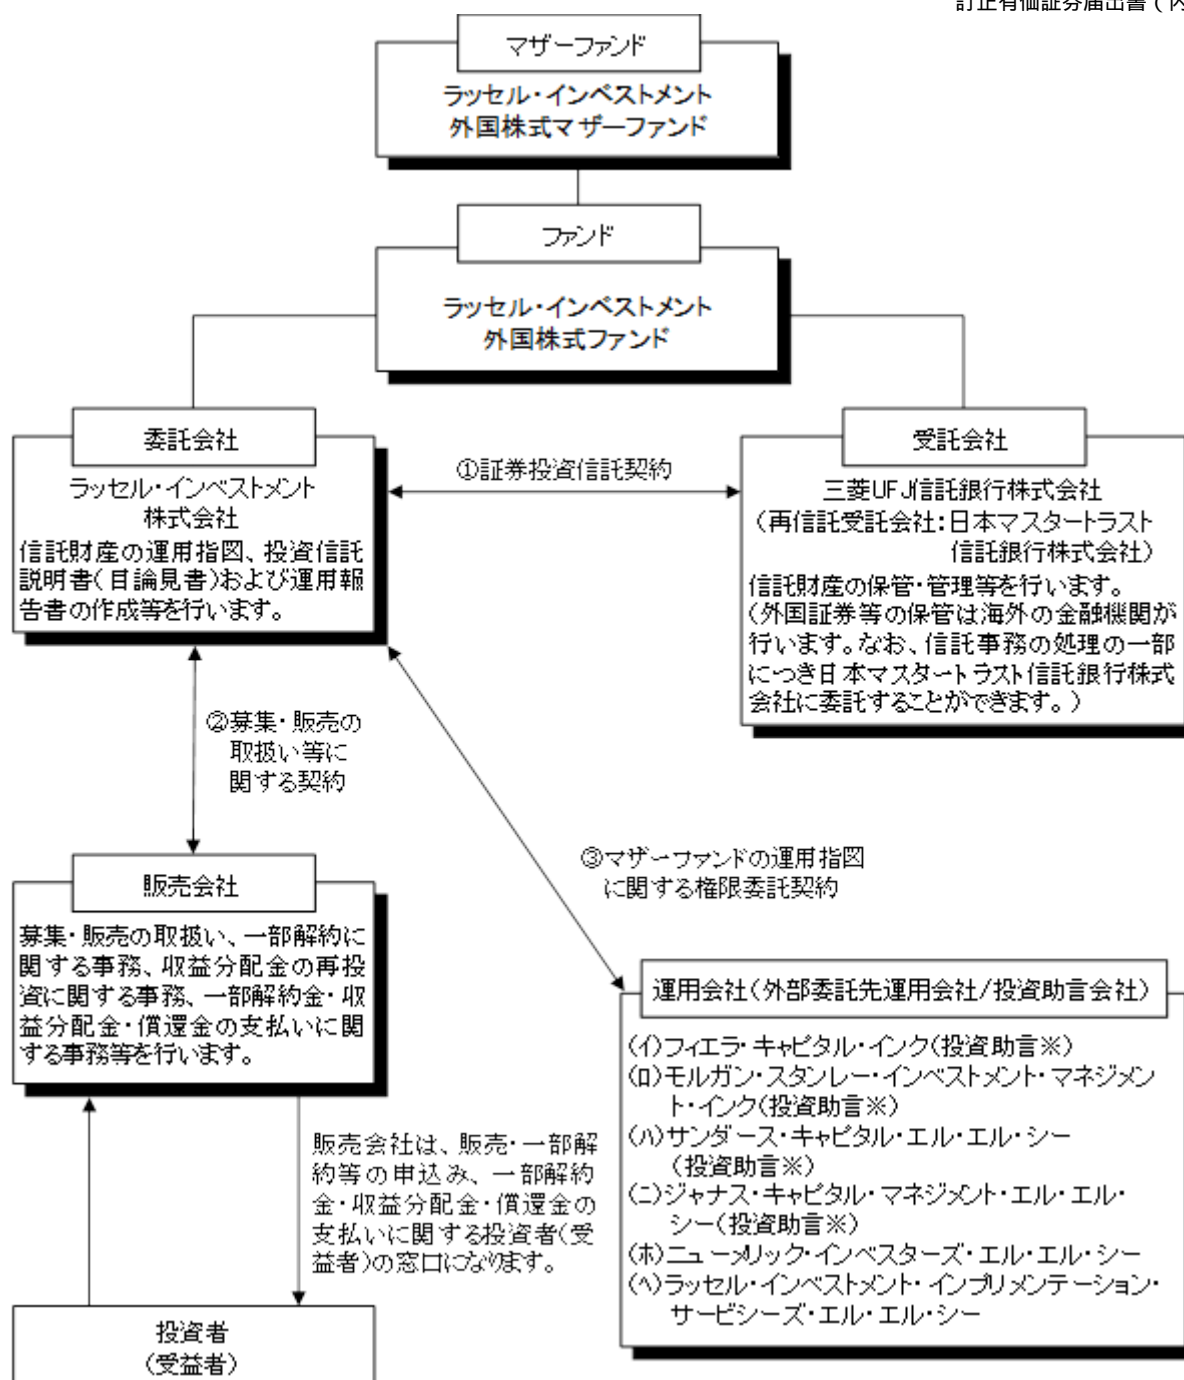 訂正有価証券届出書(内
マザーファンド
ラッセル・インベストメント
外国株式マザーファンド
ファンド
ラッセル・インベストメント
外国株式ファンド
委託会社
ラッセル・インベストメント
株式会社
信託財産の運用指図、投資信託
説明書(目論見書)および運用報
告書の作成等を行います。
①証券投資信託契約
受託会社
三菱UFJ信託銀行株式会社
(再信託受託会社:日本マスタートラスト
信託銀行株式会社)
信託財産の保管・管理等を行います。
(外国証券等の保管は海外の金融機関が
行います。なお、信託事務の処理の一部
につき日本マスタートラスト信託銀行株式
会社に委託することができます。)
②募集・販売の
取扱い等に
関する契約
③マザーファンドの運用指図
に関する権限委託契約
販売会社
募集・販売の取扱い、一部解約に
関する事務、収益分配金の再投
資に関する事務、一部解約金・収
益分配金・償還金の支払いに関
する事務等を行います。
運用会社(外部委託先運用会社/投資助言会社)
(イ)フィエラ・キャピタル・インク(投資助言※)
(ロ)モルガン・スタンレー・インベストメント・マネジメン
ト・インク(投資助言※)
(ハ)サンダース・キャピタル・エル・エル・シー
(投資助言※)
(ニ)ジャナス・キャピタル・マネジメント・エル・エル・
シー(投資助言※)
(ホ)ニューメリック・インベスターズ・エル・エル・シー
(ヘ)ラッセル・インベストメント・インプリメンテーション・
サービシーズ・エル・エル・シー
販売会社は、販売・一部解
約等の申込み、一部解約
金・収益分配金・償還金の
支払いに関する投資者(受
益者)の窓口になります。
投資者
(受益者)